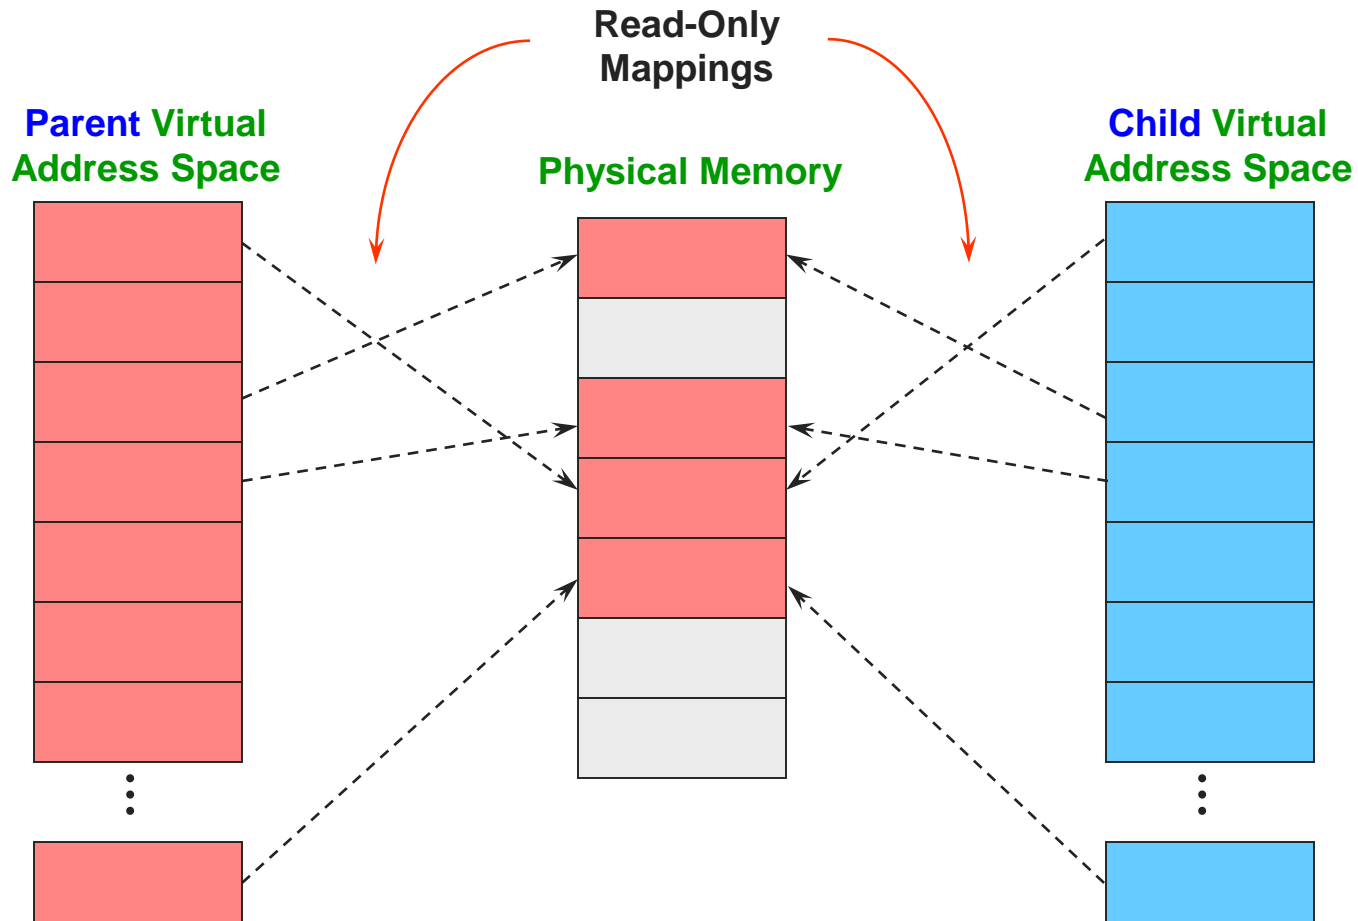 Read-Only
Mappings
Parent Virtual
Address Space
Physical Memory
Child Virtual
Address Space